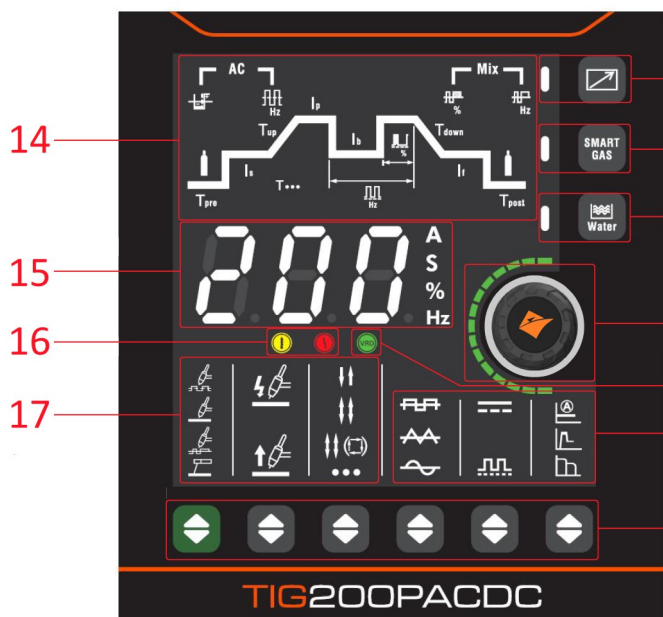 AC Mix
% Hz
Hz
Ip
14 Tup Ib Tdown
%
Is T... If
Tpre Hz Tpost
SMART
GAS
Water
15 200 A
S
%
Hz
16 VRD
17
A
TIG200PACDC